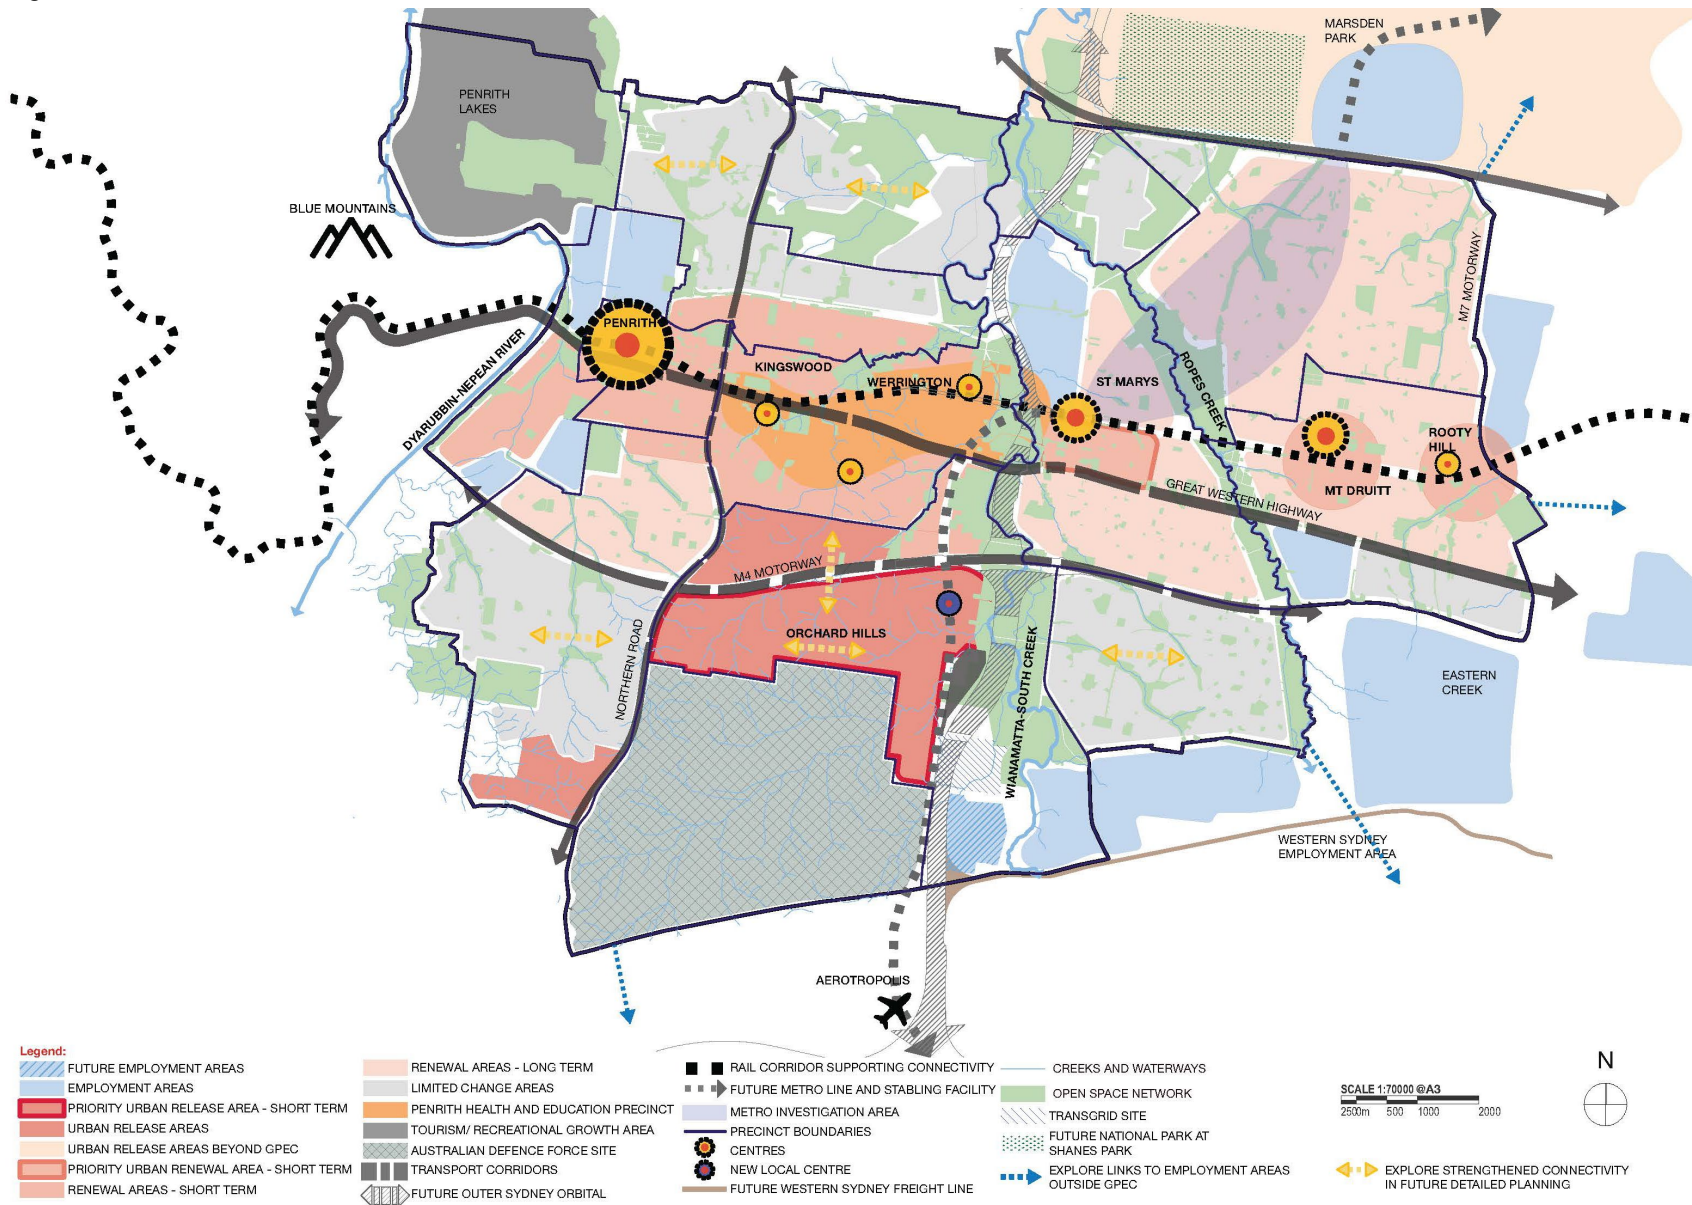 MARSDEN
PARK
PENRITH
LAKES
BLUE MOUNTAINS
M7 MOTORWAY
PENRITH
DYARUBBIN-NEPEAN RIVER
KINGSWOOD
WERRINGTON
ST MARYS
ROPES CREEK
ROOTY
HILL
MT DRUITT
GREAT WESTERN HIGHWAY
M4 MOTORWAY
ORCHARD HILLS
NORTHERN ROAD
WIANAMATTA-SOUTH CREEK
EASTERN
CREEK
WESTERN SYDNEY
EMPLOYMENT AREA
AEROTROPOLIS
Legend:
FUTURE EMPLOYMENT AREAS
EMPLOYMENT AREAS
PRIORITY URBAN RELEASE AREA - SHORT TERM
URBAN RELEASE AREAS
URBAN RELEASE AREAS BEYOND GPEC
PRIORITY URBAN RENEWAL AREA - SHORT TERM
RENEWAL AREAS - SHORT TERM
RENEWAL AREAS - LONG TERM
LIMITED CHANGE AREAS
PENRITH HEALTH AND EDUCATION PRECINCT
TOURISM/ RECREATIONAL GROWTH AREA
AUSTRALIAN DEFENCE FORCE SITE
TRANSPORT CORRIDORS
FUTURE OUTER SYDNEY ORBITAL
RAIL CORRIDOR SUPPORTING CONNECTIVITY
FUTURE METRO LINE AND STABLING FACILITY
METRO INVESTIGATION AREA
PRECINCT BOUNDARIES
CENTRES
NEW LOCAL CENTRE
FUTURE WESTERN SYDNEY FREIGHT LINE
CREEKS AND WATERWAYS
OPEN SPACE NETWORK
TRANSGRID SITE
FUTURE NATIONAL PARK AT
SHANES PARK
EXPLORE LINKS TO EMPLOYMENT AREAS
OUTSIDE GPEC
EXPLORE STRENGTHENED CONNECTIVITY
IN FUTURE DETAILED PLANNING
SCALE 1:70000 @A3
2500m 500 1000 2000
N